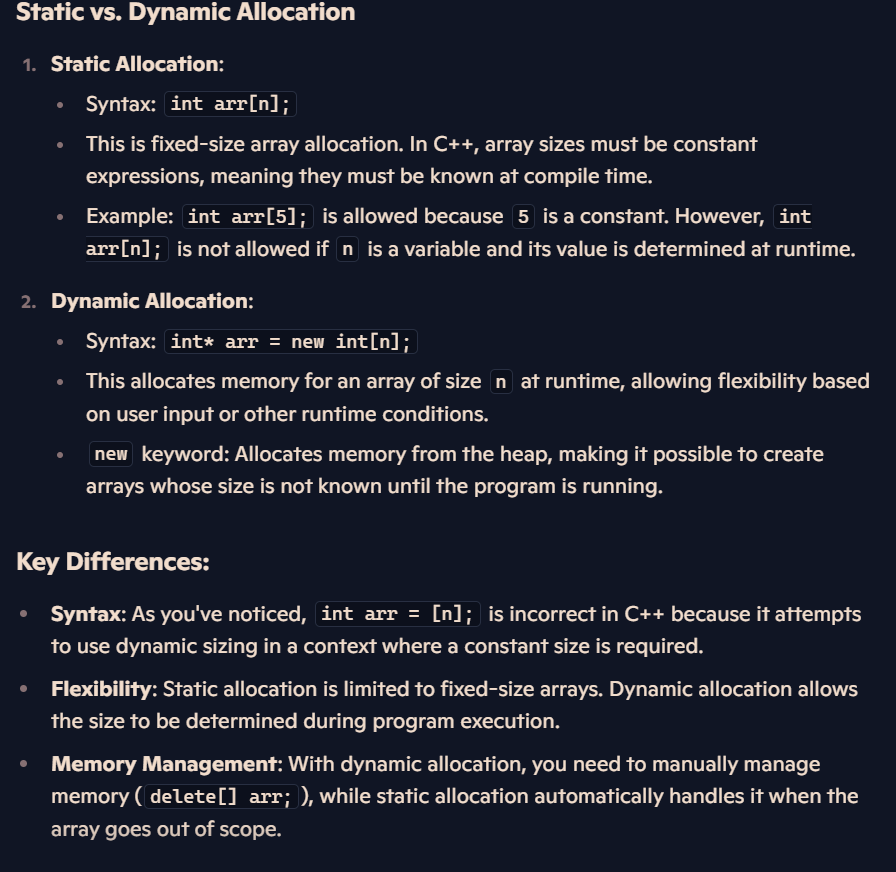 Static vs. Dynamic Allocation
1. Static Allocation:
• Syntax: int arr[n];
• This is fixed-size array allocation. In C++, array sizes must be constant
expressions, meaning they must be known at compile time.
• Example: int arr[5]; is allowed because 5 is a constant. However, int
arr[n]; is not allowed if n is a variable and its value is determined at runtime.
2. Dynamic Allocation:
• Syntax: int* arr = new int[n];
• This allocates memory for an array of size n at runtime, allowing flexibility based
on user input or other runtime conditions.
• new keyword: Allocates memory from the heap, making it possible to create
arrays whose size is not known until the program is running.
Key Differences:
• Syntax: As you've noticed, int arr = [n]; is incorrect in C++ because it attempts
to use dynamic sizing in a context where a constant size is required.
• Flexibility: Static allocation is limited to fixed-size arrays. Dynamic allocation allows
the size to be determined during program execution.
• Memory Management: With dynamic allocation, you need to manually manage
memory (delete[] arr;), while static allocation automatically handles it when the
array goes out of scope.